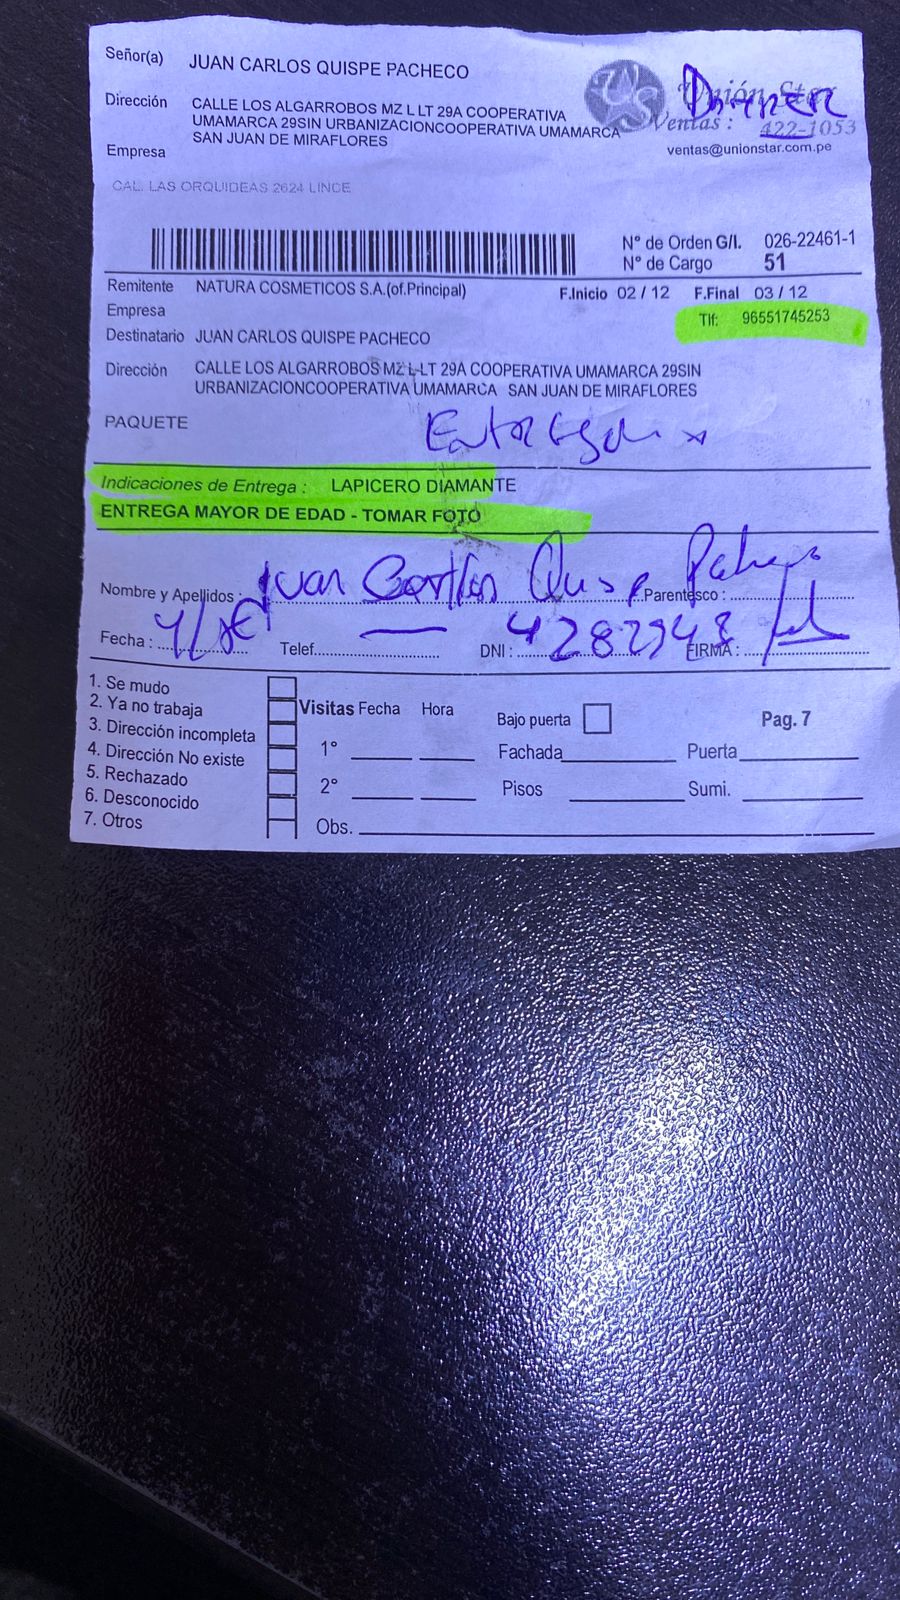 Señor(a) JUAN CARLOS QUISPE PACHECO
Unión Star
Dirección CALLE LOS ALGARROBOS MZ L LT 29A COOPERATIVA
UMAMARCA 29SIN URBANIZACIONCOOPERATIVA UMAMARCA
SAN JUAN DE MIRAFLORES
Ventas : 422-1053
ventas@unionstar.com.pe
Empresa
CAL. LAS ORQUIDEAS 2624 LINCE
N° de Orden G/I. 026-22461-1
N° de Cargo 51
Remitente NATURA COSMETICOS S.A.(of.Principal) F.Inicio 02 / 12 F.Final 03 / 12
Empresa Tlf: 96551745253
Destinatario JUAN CARLOS QUISPE PACHECO
Dirección CALLE LOS ALGARROBOS MZ L LT 29A COOPERATIVA UMAMARCA 29SIN
URBANIZACIONCOOPERATIVA UMAMARCA SAN JUAN DE MIRAFLORES
PAQUETE
Indicaciones de Entrega : LAPICERO DIAMANTE
ENTREGA MAYOR DE EDAD - TOMAR FOTO
Nombre y Apellidos : Juan Carlos Quispe Pacheco Parentesco :
Fecha : Telef. DNI : 4282948 FIRMA :
1. Se mudo
2. Ya no trabaja
3. Dirección incompleta
4. Dirección No existe
5. Rechazado
6. Desconocido
7. Otros
Visitas Fecha Hora Bajo puerta Pag. 7
1° Fachada Puerta
2° Pisos Sumi.
Obs.